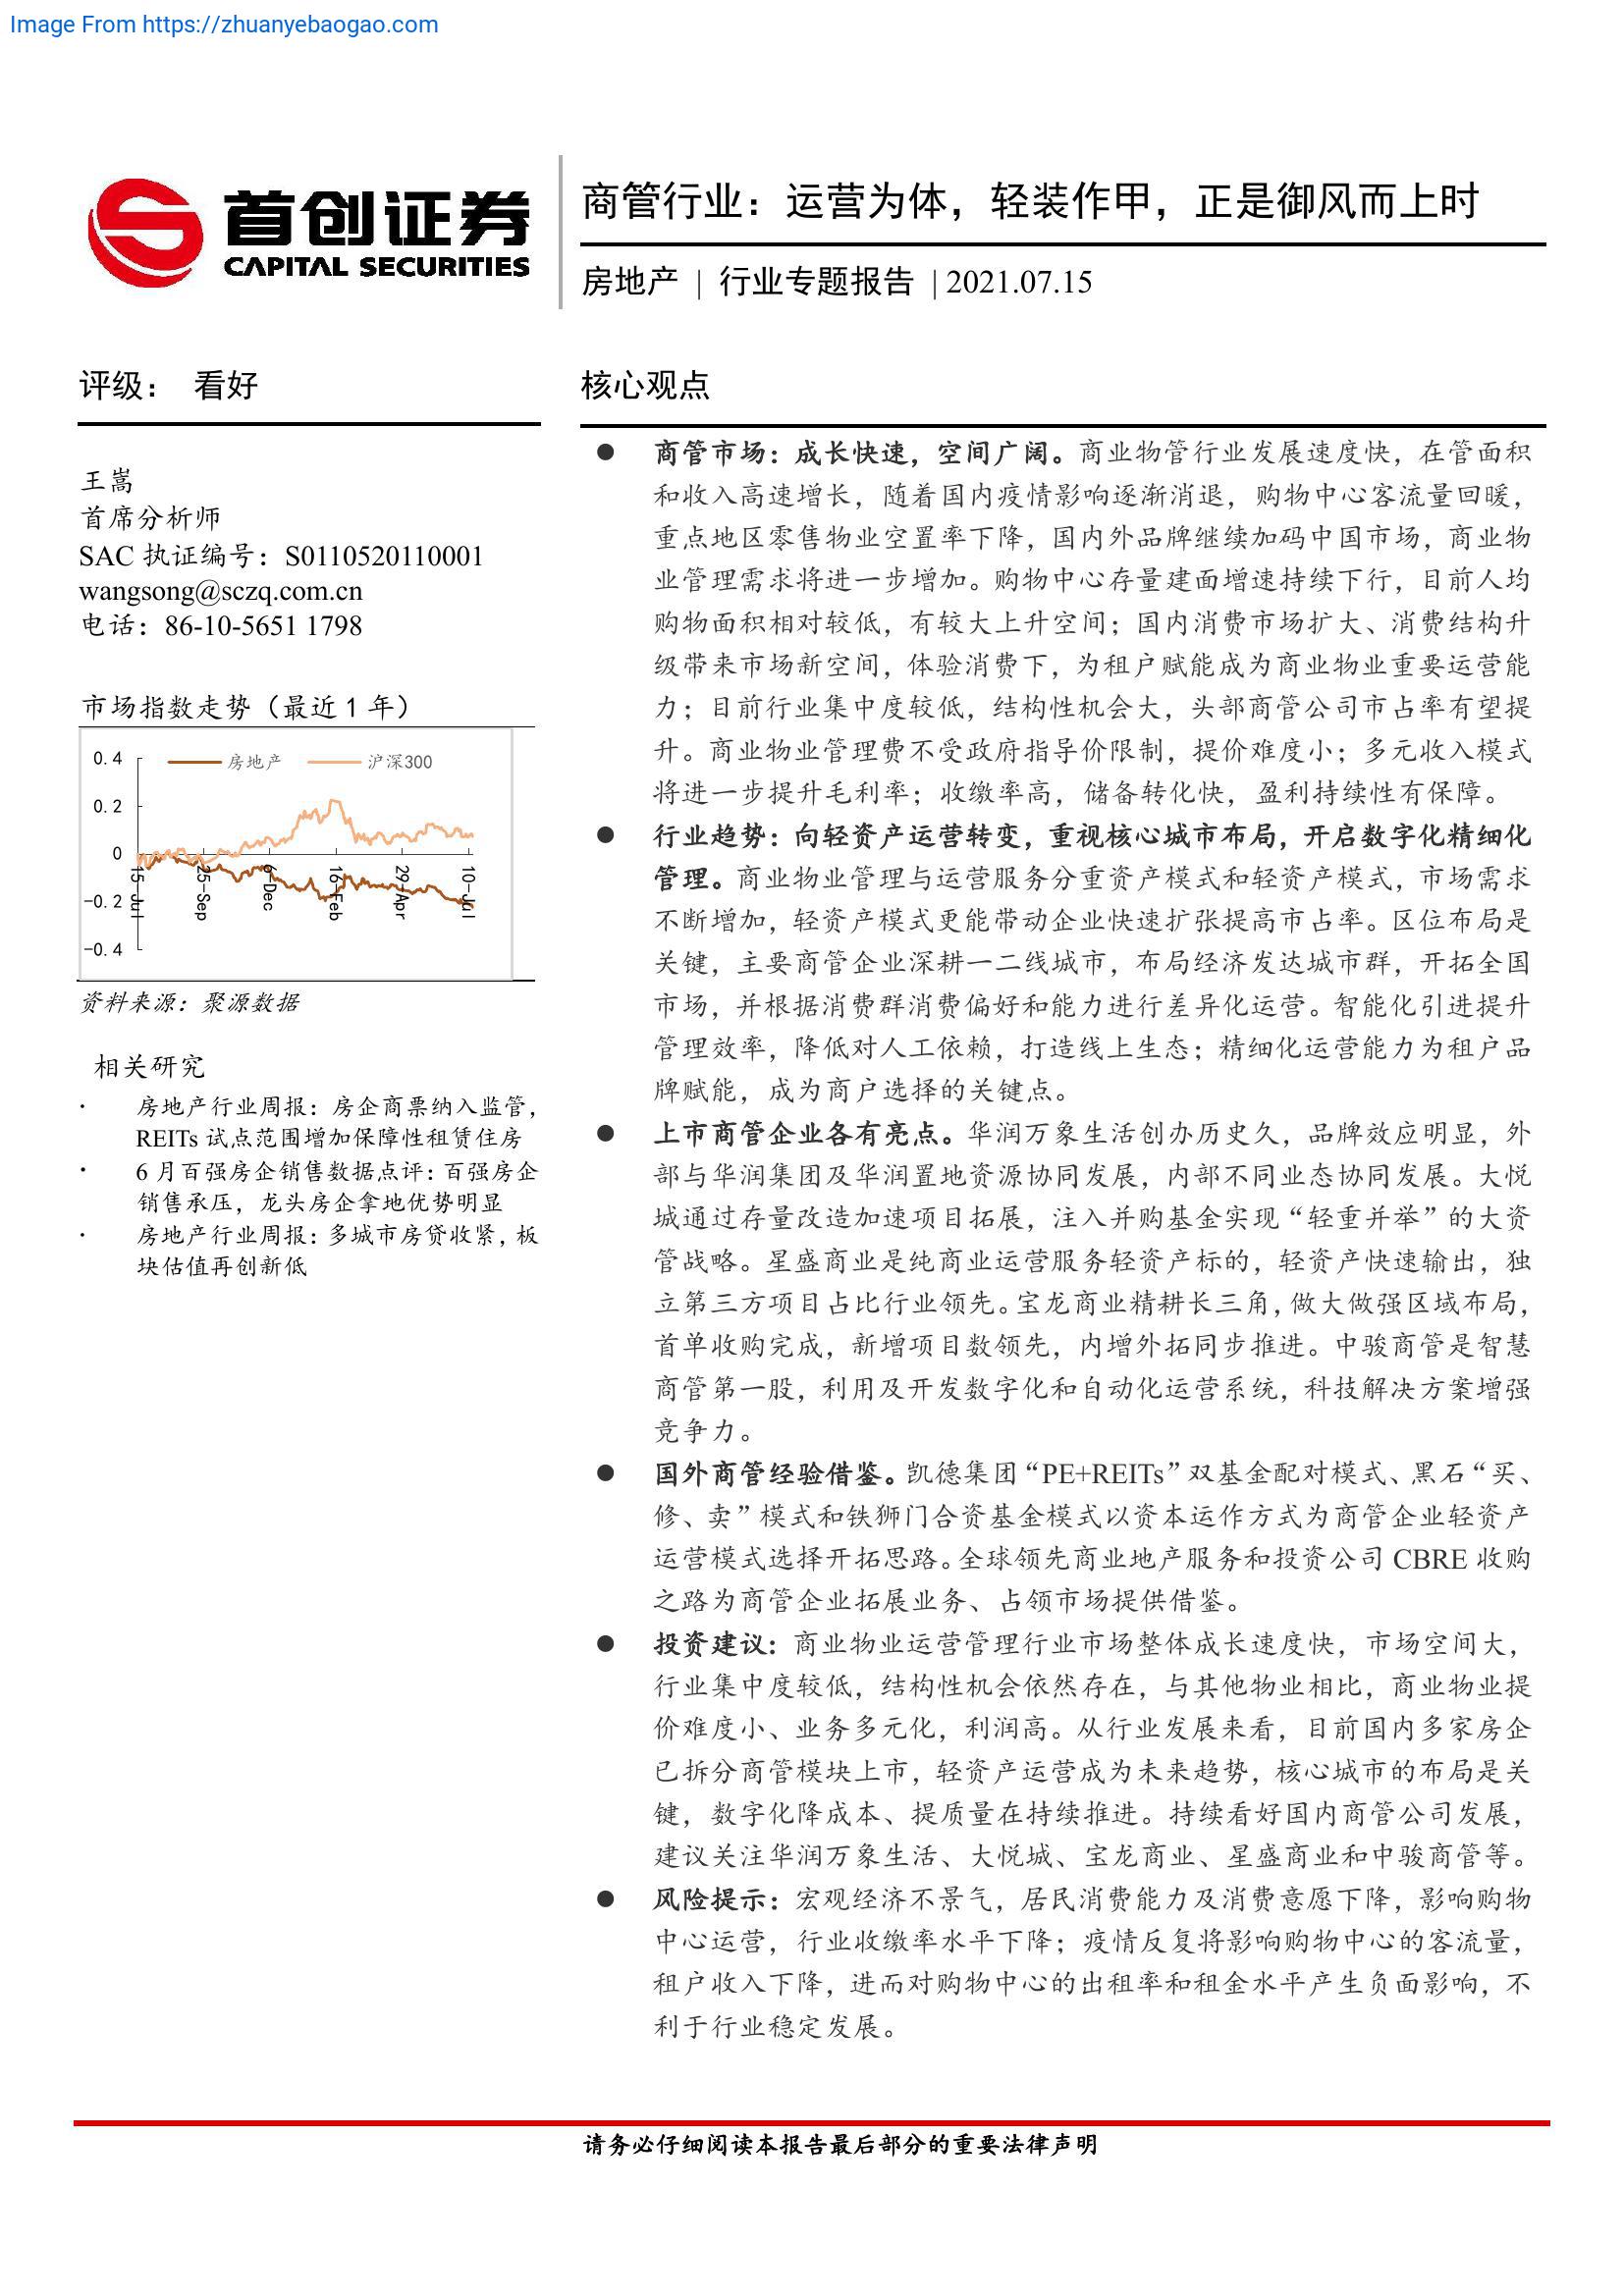 Image From https://zhuanyebaogao.com
首创证券
CAPITAL SECURITIES
商管行业：运营为体，轻装作甲，正是御风而上时
房地产 | 行业专题报告 | 2021.07.15
评级： 看好
王嵩
首席分析师
SAC 执证编号：S0110520110001
wangsong@sczq.com.cn
电话：86-10-5651 1798
市场指数走势（最近 1 年）
房地产 沪深300
0.4
0.2
0
-0.2
-0.4
15-Jul
25-Sep
6-Dec
16-Feb
29-Apr
10-Jul
资料来源：聚源数据
相关研究
· 房地产行业周报：房企商票纳入监管，
REITs 试点范围增加保障性租赁住房
· 6 月百强房企销售数据点评：百强房企
销售承压，龙头房企拿地优势明显
· 房地产行业周报：多城市房贷收紧，板
块估值再创新低
核心观点
● 商管市场：成长快速，空间广阔。商业物管行业发展速度快，在管面积
和收入高速增长，随着国内疫情影响逐渐消退，购物中心客流量回暖，
重点地区零售物业空置率下降，国内外品牌继续加码中国市场，商业物
业管理需求将进一步增加。购物中心存量建面增速持续下行，目前人均
购物面积相对较低，有较大上升空间；国内消费市场扩大、消费结构升
级带来市场新空间，体验消费下，为租户赋能成为商业物业重要运营能
力；目前行业集中度较低，结构性机会大，头部商管公司市占率有望提
升。商业物业管理费不受政府指导价限制，提价难度小；多元收入模式
将进一步提升毛利率；收缴率高，储备转化快，盈利持续性有保障。
● 行业趋势：向轻资产运营转变，重视核心城市布局，开启数字化精细化
管理。商业物业管理与运营服务分重资产模式和轻资产模式，市场需求
不断增加，轻资产模式更能带动企业快速扩张提高市占率。区位布局是
关键，主要商管企业深耕一二线城市，布局经济发达城市群，开拓全国
市场，并根据消费群消费偏好和能力进行差异化运营。智能化引进提升
管理效率，降低对人工依赖，打造线上生态；精细化运营能力为租户品
牌赋能，成为商户选择的关键点。
● 上市商管企业各有亮点。华润万象生活创办历史久，品牌效应明显，外
部与华润集团及华润置地资源协同发展，内部不同业态协同发展。大悦
城通过存量改造加速项目拓展，注入并购基金实现“轻重并举”的大资
管战略。星盛商业是纯商业运营服务轻资产标的，轻资产快速输出，独
立第三方项目占比行业领先。宝龙商业精耕长三角，做大做强区域布局，
首单收购完成，新增项目数领先，内增外拓同步推进。中骏商管是智慧
商管第一股，利用及开发数字化和自动化运营系统，科技解决方案增强
竞争力。
● 国外商管经验借鉴。凯德集团“PE+REITs”双基金配对模式、黑石“买、
修、卖”模式和铁狮门合资基金模式以资本运作方式为商管企业轻资产
运营模式选择开拓思路。全球领先商业地产服务和投资公司 CBRE 收购
之路为商管企业拓展业务、占领市场提供借鉴。
● 投资建议：商业物业运营管理行业市场整体成长速度快，市场空间大，
行业集中度较低，结构性机会依然存在，与其他物业相比，商业物业提
价难度小、业务多元化，利润高。从行业发展来看，目前国内多家房企
已拆分商管模块上市，轻资产运营成为未来趋势，核心城市的布局是关
键，数字化降成本、提质量在持续推进。持续看好国内商管公司发展，
建议关注华润万象生活、大悦城、宝龙商业、星盛商业和中骏商管等。
● 风险提示：宏观经济不景气，居民消费能力及消费意愿下降，影响购物
中心运营，行业收缴率水平下降；疫情反复将影响购物中心的客流量，
租户收入下降，进而对购物中心的出租率和租金水平产生负面影响，不
利于行业稳定发展。
请务必仔细阅读本报告最后部分的重要法律声明